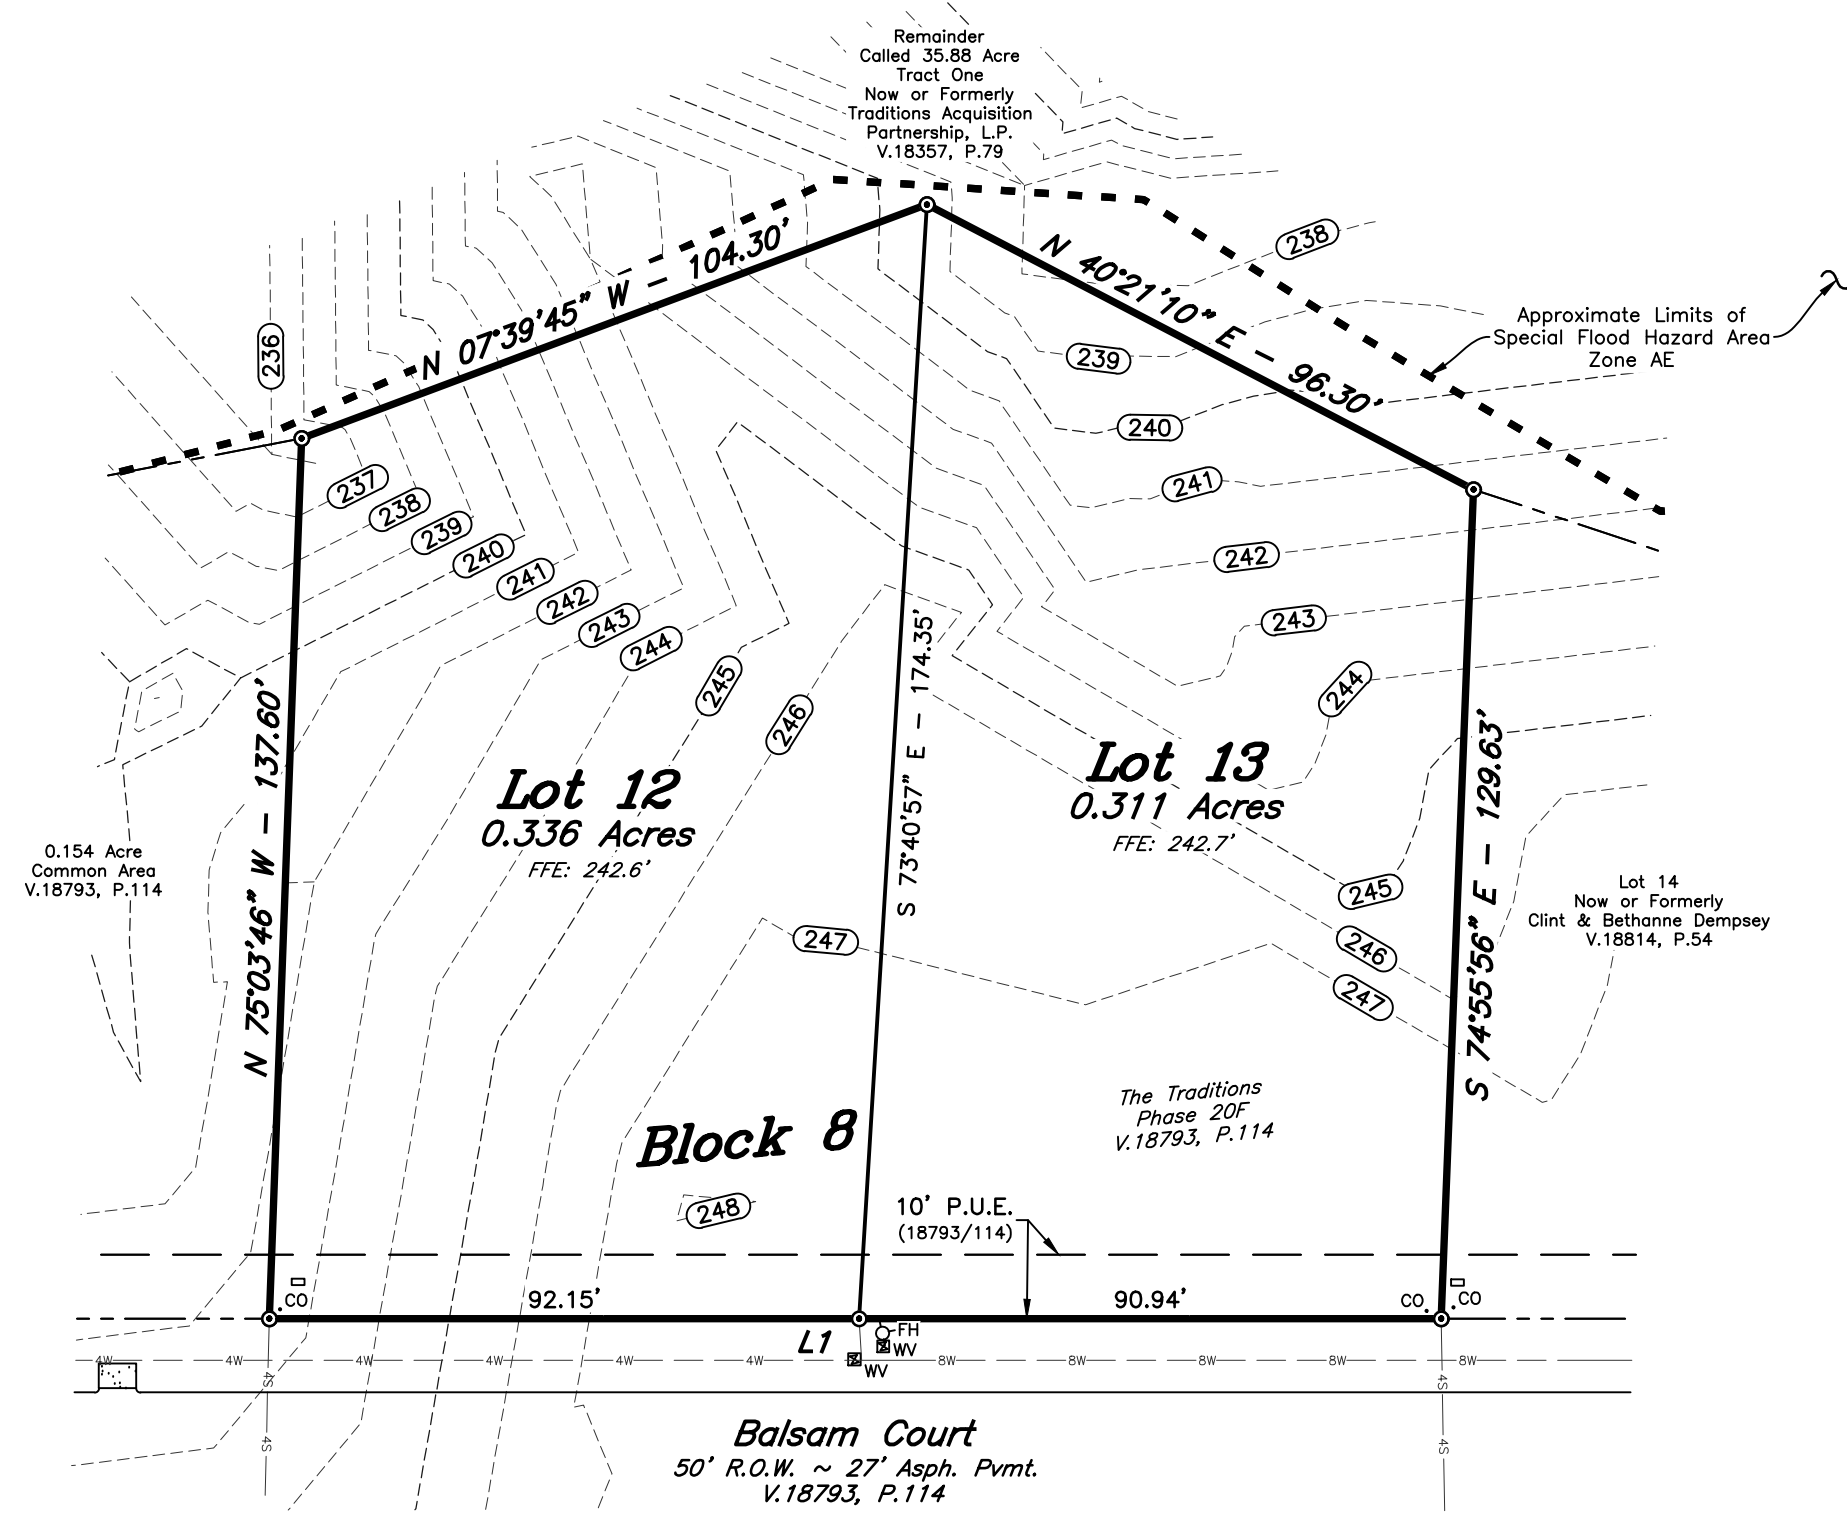 Remainder
Called 35.88 Acre
Tract One
Now or Formerly
Traditions Acquisition
Partnership, L.P.
V.18357, P.79
238
N 07°39'45" W - 104.30'
N 40°21'10" E - 96.30'
Approximate Limits of
Special Flood Hazard Area
Zone AE
236
239
240
237
238
239
240
241
242
243
244
245
246
241
242
243
244
N 75°03'46" W - 137.60'
S 73°40'57" E - 174.35'
S 74°55'56" E - 129.63'
Lot 12
0.336 Acres
FFE: 242.6'
Lot 13
0.311 Acres
FFE: 242.7'
0.154 Acre
Common Area
V.18793, P.114
Lot 14
Now or Formerly
Clint & Bethanne Dempsey
V.18814, P.54
245
246
247
247
The Traditions
Phase 20F
V.18793, P.114
Block 8
248
10' P.U.E.
(18793/114)
CO
92.15'
90.94'
CO
CO
L1
FH
WV
WV
4W 4W 4W 4W 4W 4W 8W 8W 8W 8W 8W
4S
4S
4S
4S
Balsam Court
50' R.O.W. ~ 27' Asph. Pvmt.
V.18793, P.114